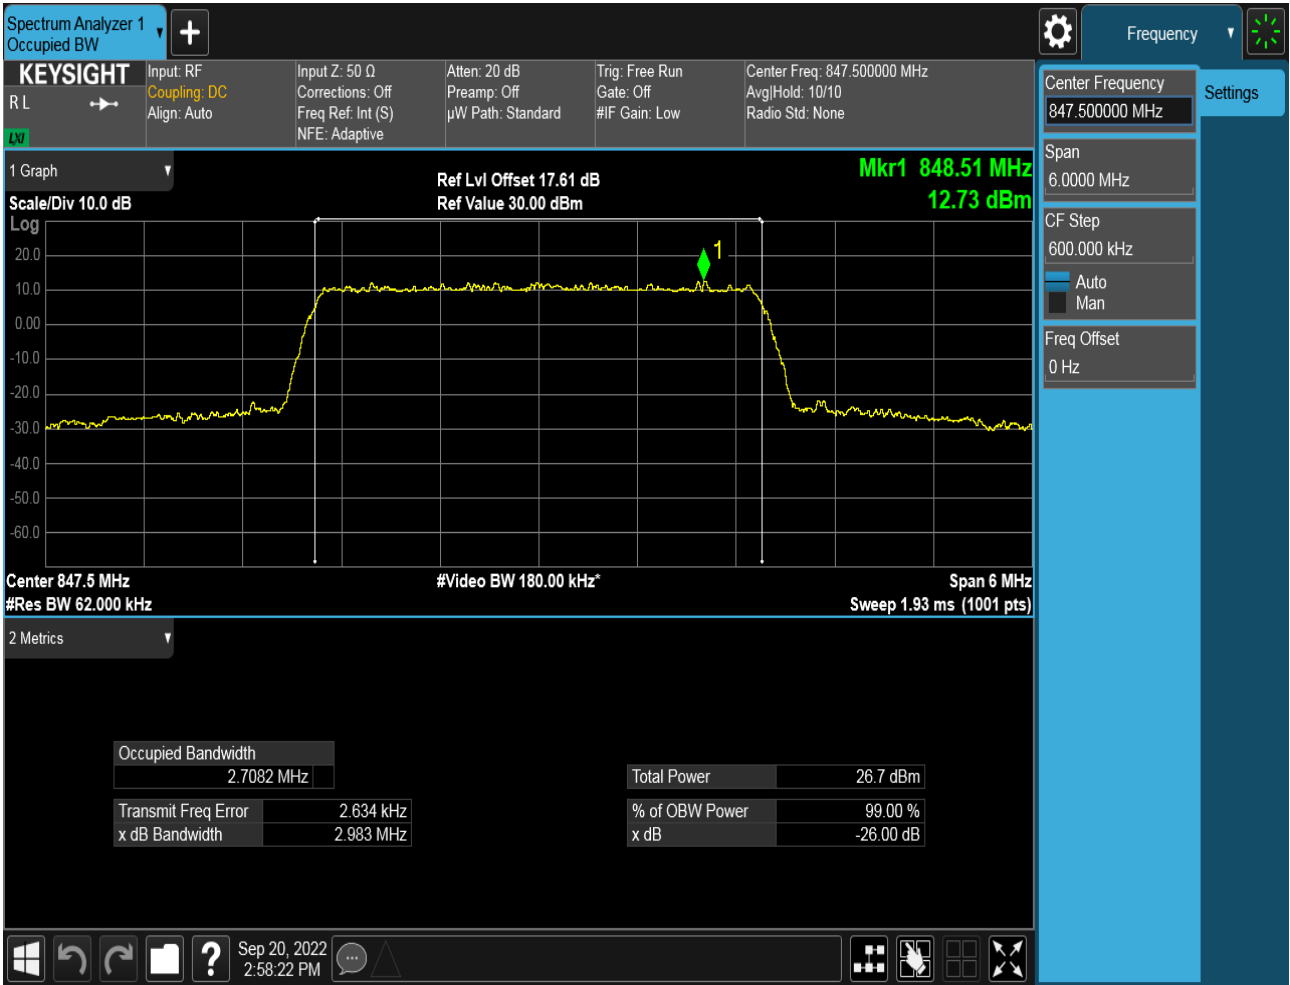 Spectrum Analyzer 1
Occupied BW
Frequency
KEYSIGHT
R L
LXI
Input: RF
Coupling: DC
Align: Auto
Input Z: 50 Ω
Corrections: Off
Freq Ref: Int (S)
NFE: Adaptive
Atten: 20 dB
Preamp: Off
µW Path: Standard
Trig: Free Run
Gate: Off
#IF Gain: Low
Center Freq: 847.500000 MHz
Avg|Hold: 10/10
Radio Std: None
Center Frequency
847.500000 MHz
Settings
Span
6.0000 MHz
CF Step
600.000 kHz
Auto
Man
Freq Offset
0 Hz
1 Graph
Scale/Div 10.0 dB
Ref Lvl Offset 17.61 dB
Ref Value 30.00 dBm
Mkr1 848.51 MHz
12.73 dBm
Log
20.0
10.0
0.00
-10.0
-20.0
-30.0
-40.0
-50.0
-60.0
1
Center 847.5 MHz
#Res BW 62.000 kHz
#Video BW 180.00 kHz*
Span 6 MHz
Sweep 1.93 ms (1001 pts)
2 Metrics
Occupied Bandwidth
2.7082 MHz
Transmit Freq Error 2.634 kHz
x dB Bandwidth 2.983 MHz
Total Power 26.7 dBm
% of OBW Power 99.00 %
x dB -26.00 dB
?
Sep 20, 2022
2:58:22 PM